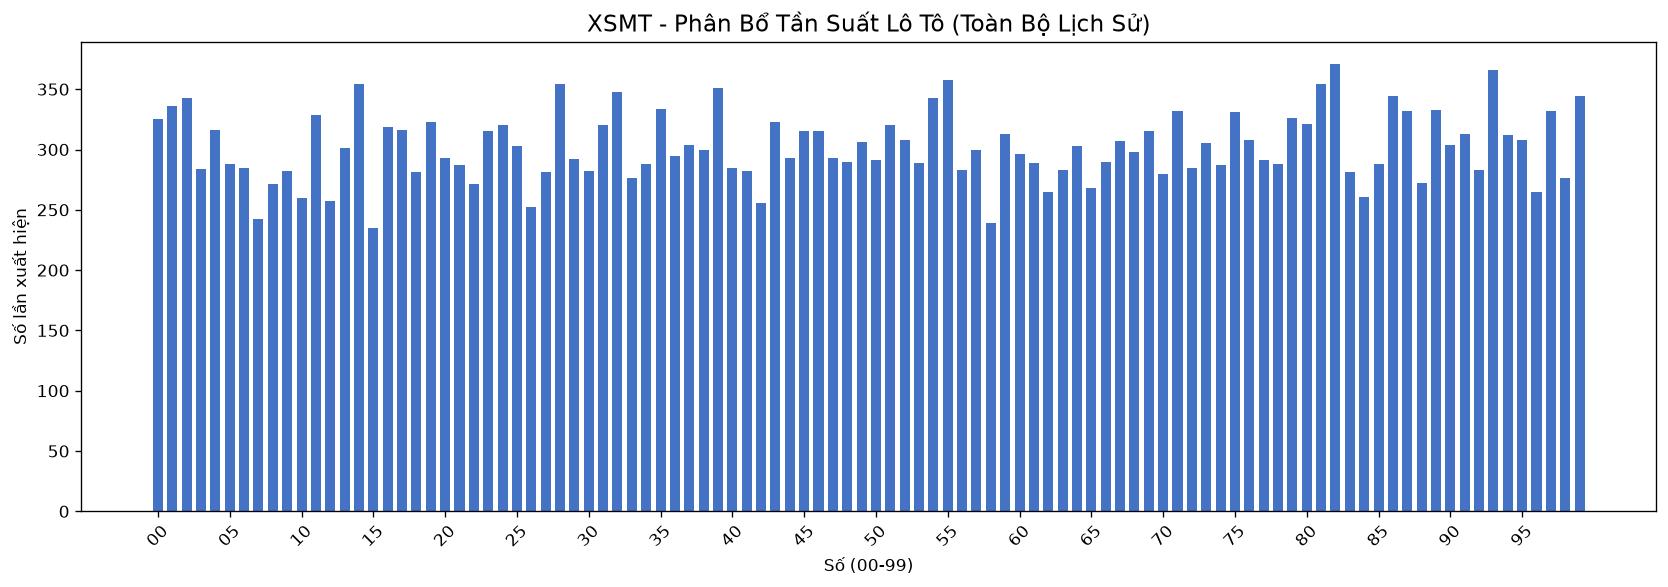 XSMT - Phân Bổ Tần Suất Lô Tô (Toàn Bộ Lịch Sử)
Số lần xuất hiện
350
300
250
200
150
100
50
0
00 05 10 15 20 25 30 35 40 45 50 55 60 65 70 75 80 85 90 95
Số (00-99)